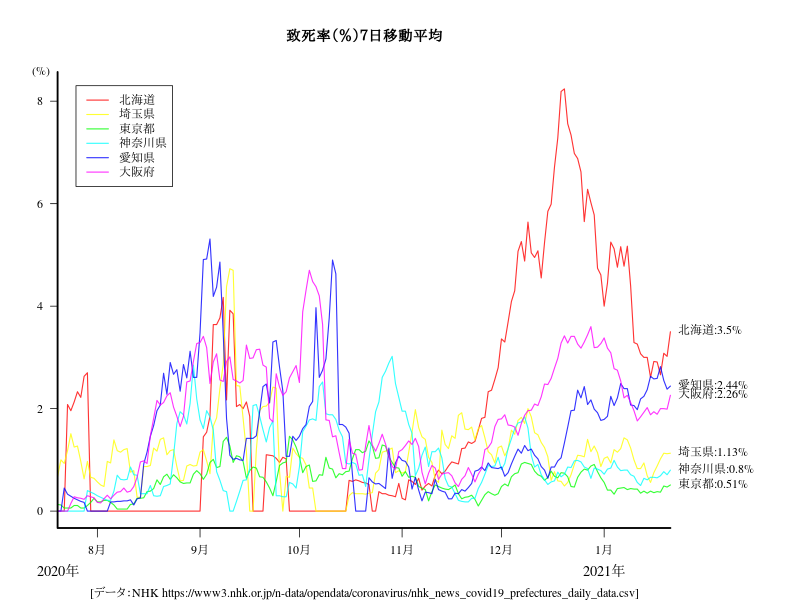 致死率(%)7日移動平均
(%)
8
6
4
2
0
北海道
埼玉県
東京都
神奈川県
愛知県
大阪府
北海道:3.5%
愛知県:2.44%
大阪府:2.26%
埼玉県:1.13%
神奈川県:0.8%
東京都:0.51%
8月 9月 10月 11月 12月 1月
2020年 2021年
[データ:NHK https://www3.nhk.or.jp/n-data/opendata/coronavirus/nhk_news_covid19_prefectures_daily_data.csv]